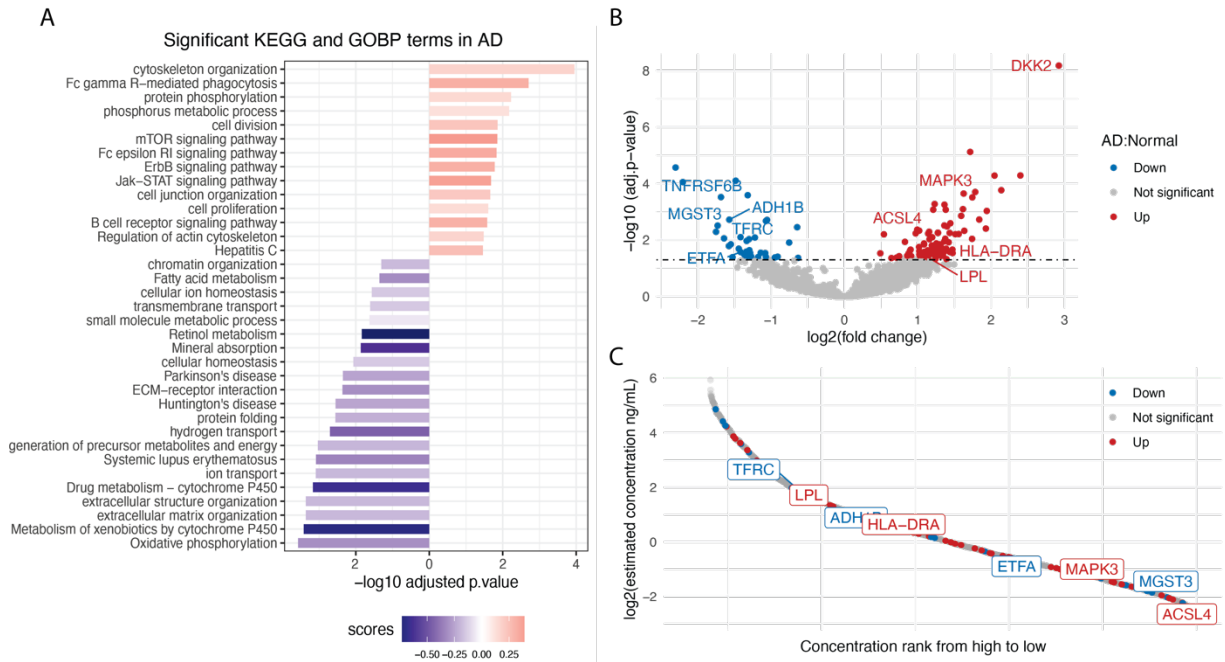 A
Significant KEGG and GOBP terms in AD
cytoskeleton organization
Fc gamma R−mediated phagocytosis
protein phosphorylation
phosphorus metabolic process
cell division
mTOR signaling pathway
Fc epsilon RI signaling pathway
ErbB signaling pathway
Jak−STAT signaling pathway
cell junction organization
cell proliferation
B cell receptor signaling pathway
Regulation of actin cytoskeleton
Hepatitis C
chromatin organization
Fatty acid metabolism
cellular ion homeostasis
transmembrane transport
small molecule metabolic process
Retinol metabolism
Mineral absorption
cellular homeostasis
Parkinson's disease
ECM−receptor interaction
Huntington's disease
protein folding
hydrogen transport
generation of precursor metabolites and energy
Systemic lupus erythematosus
ion transport
Drug metabolism − cytochrome P450
extracellular structure organization
extracellular matrix organization
Metabolism of xenobiotics by cytochrome P450
Oxidative phosphorylation
2 0 2 4
−log10 adjusted p.value
scores
−0.50 −0.25 0.00 0.25
B
8
6
4
2
0
−log10 (adj.p−value)
DKK2
AD:Normal
Down
Not significant
Up
TNFRSF6B
MAPK3
MGST3
ADH1B
ACSL4
TFRC
HLA−DRA
ETFA
LPL
−2 −1 0 1 2 3
log2(fold change)
C
6
4
2
0
−2
log2(estimated concentration ng/mL)
Down
Not significant
Up
TFRC
LPL
ADH1B
HLA−DRA
ETFA
MAPK3
MGST3
ACSL4
Concentration rank from high to low